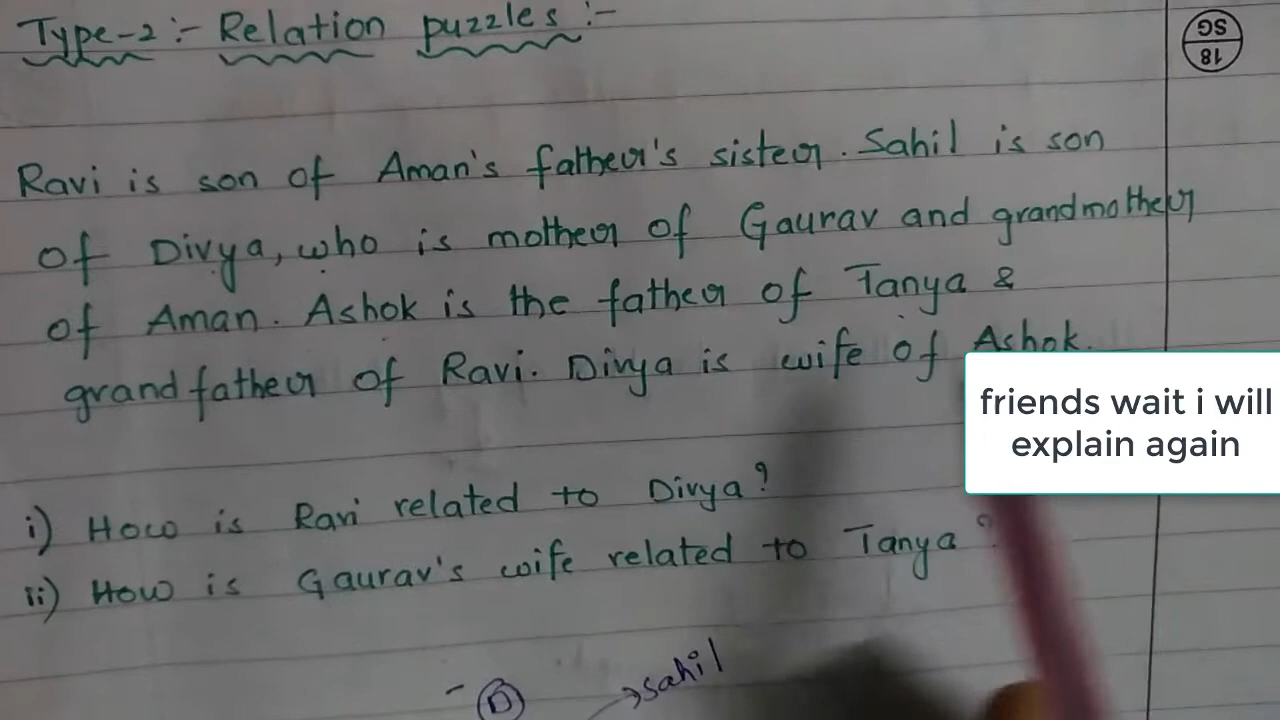 Type-2:- Relation puzzles:-
SG
18
Ravi is son of Aman's father's sister. Sahil is son
of Divya, who is mother of Gaurav and grandmother
of Aman. Ashok is the father of Tanya &
grandfather of Ravi. Divya is wife of Ashok.
friends wait i will
explain again
i) How is Ravi related to Divya?
ii) How is Gaurav's wife related to Tanya?
D
sahil